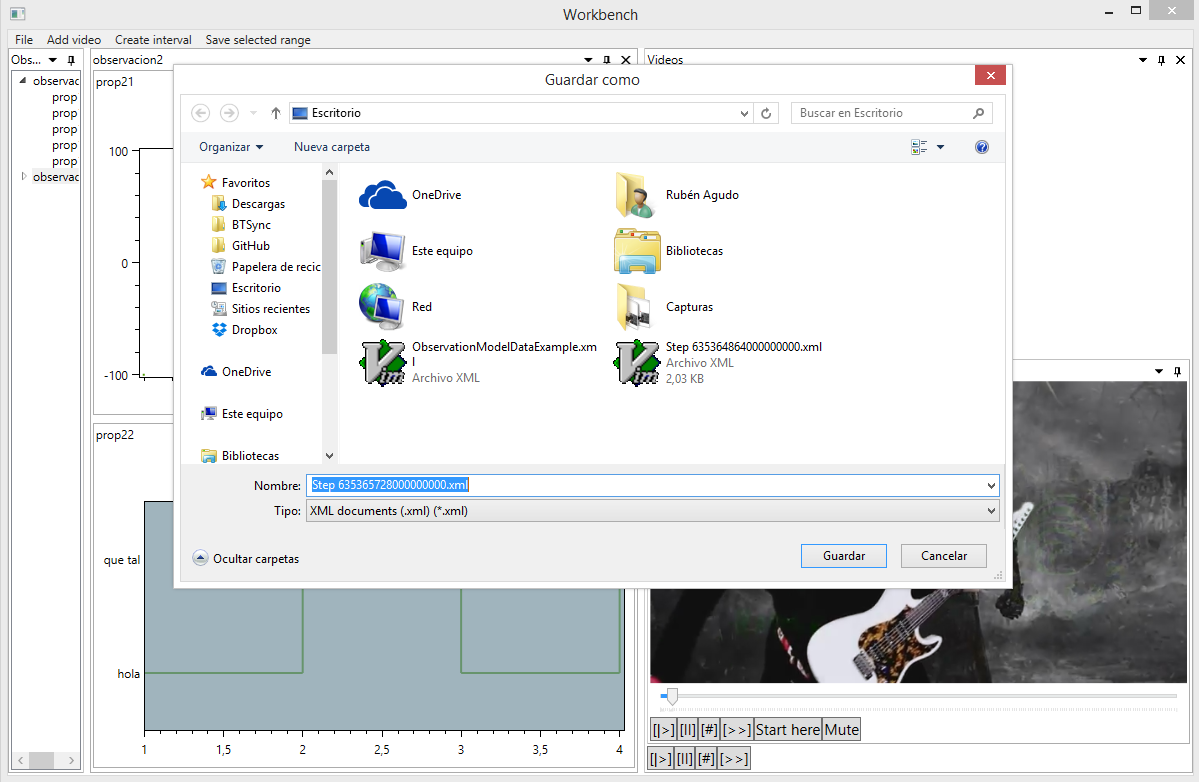 Workbench
File Add video Create interval Save selected range
Obs...
observac
prop
prop
prop
prop
prop
observac
observacion2
prop21
100
0
-100
prop22
que tal
hola
1 1,5 2 2,5 3 3,5 4
Videos
Guardar como
Escritorio
Buscar en Escritorio
Organizar Nueva carpeta
Favoritos
Descargas
BTSync
GitHub
Papelera de recic
Escritorio
Sitios recientes
Dropbox
OneDrive
Este equipo
Bibliotecas
OneDrive
Rubén Agudo
Este equipo
Bibliotecas
Red
Capturas
ObservationModelDataExample.xm
l
Archivo XML
Step 635364864000000000.xml
Archivo XML
2,03 KB
Nombre: Step 635365728000000000.xml
Tipo: XML documents (.xml) (*.xml)
Ocultar carpetas
Guardar Cancelar
[|>] [||] [#] [>>] Start here Mute
[|>] [||] [#] [>>]